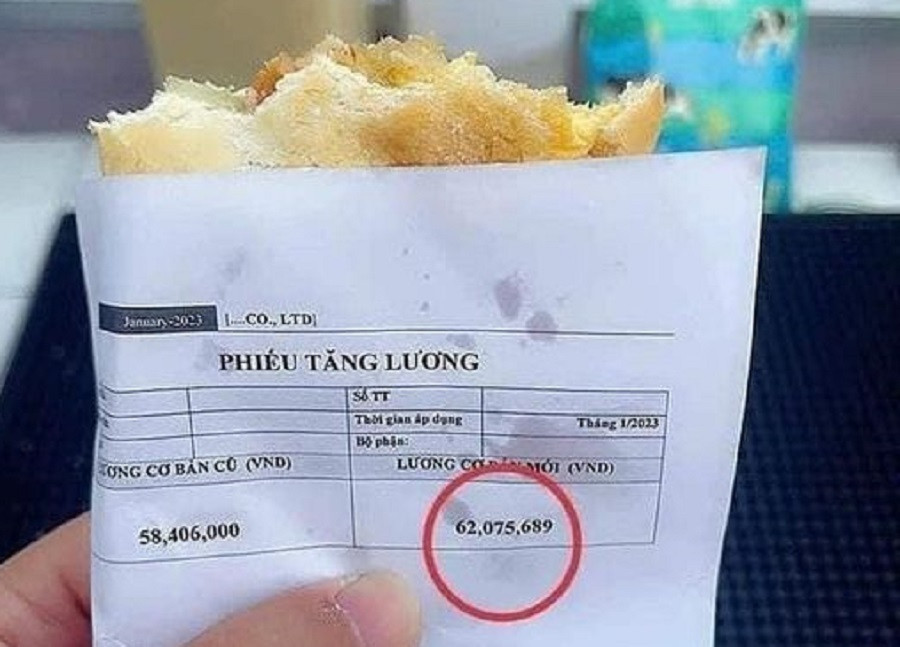 January-2023 [....CO., LTD]
PHIẾU TĂNG LƯƠNG
Số TT
Thời gian áp dụng Tháng 1/2023
Bộ phận:
ƯƠNG CƠ BẢN CŨ (VND) LƯƠNG CƠ BẢN MỚI (VND)
58,406,000 62,075,689